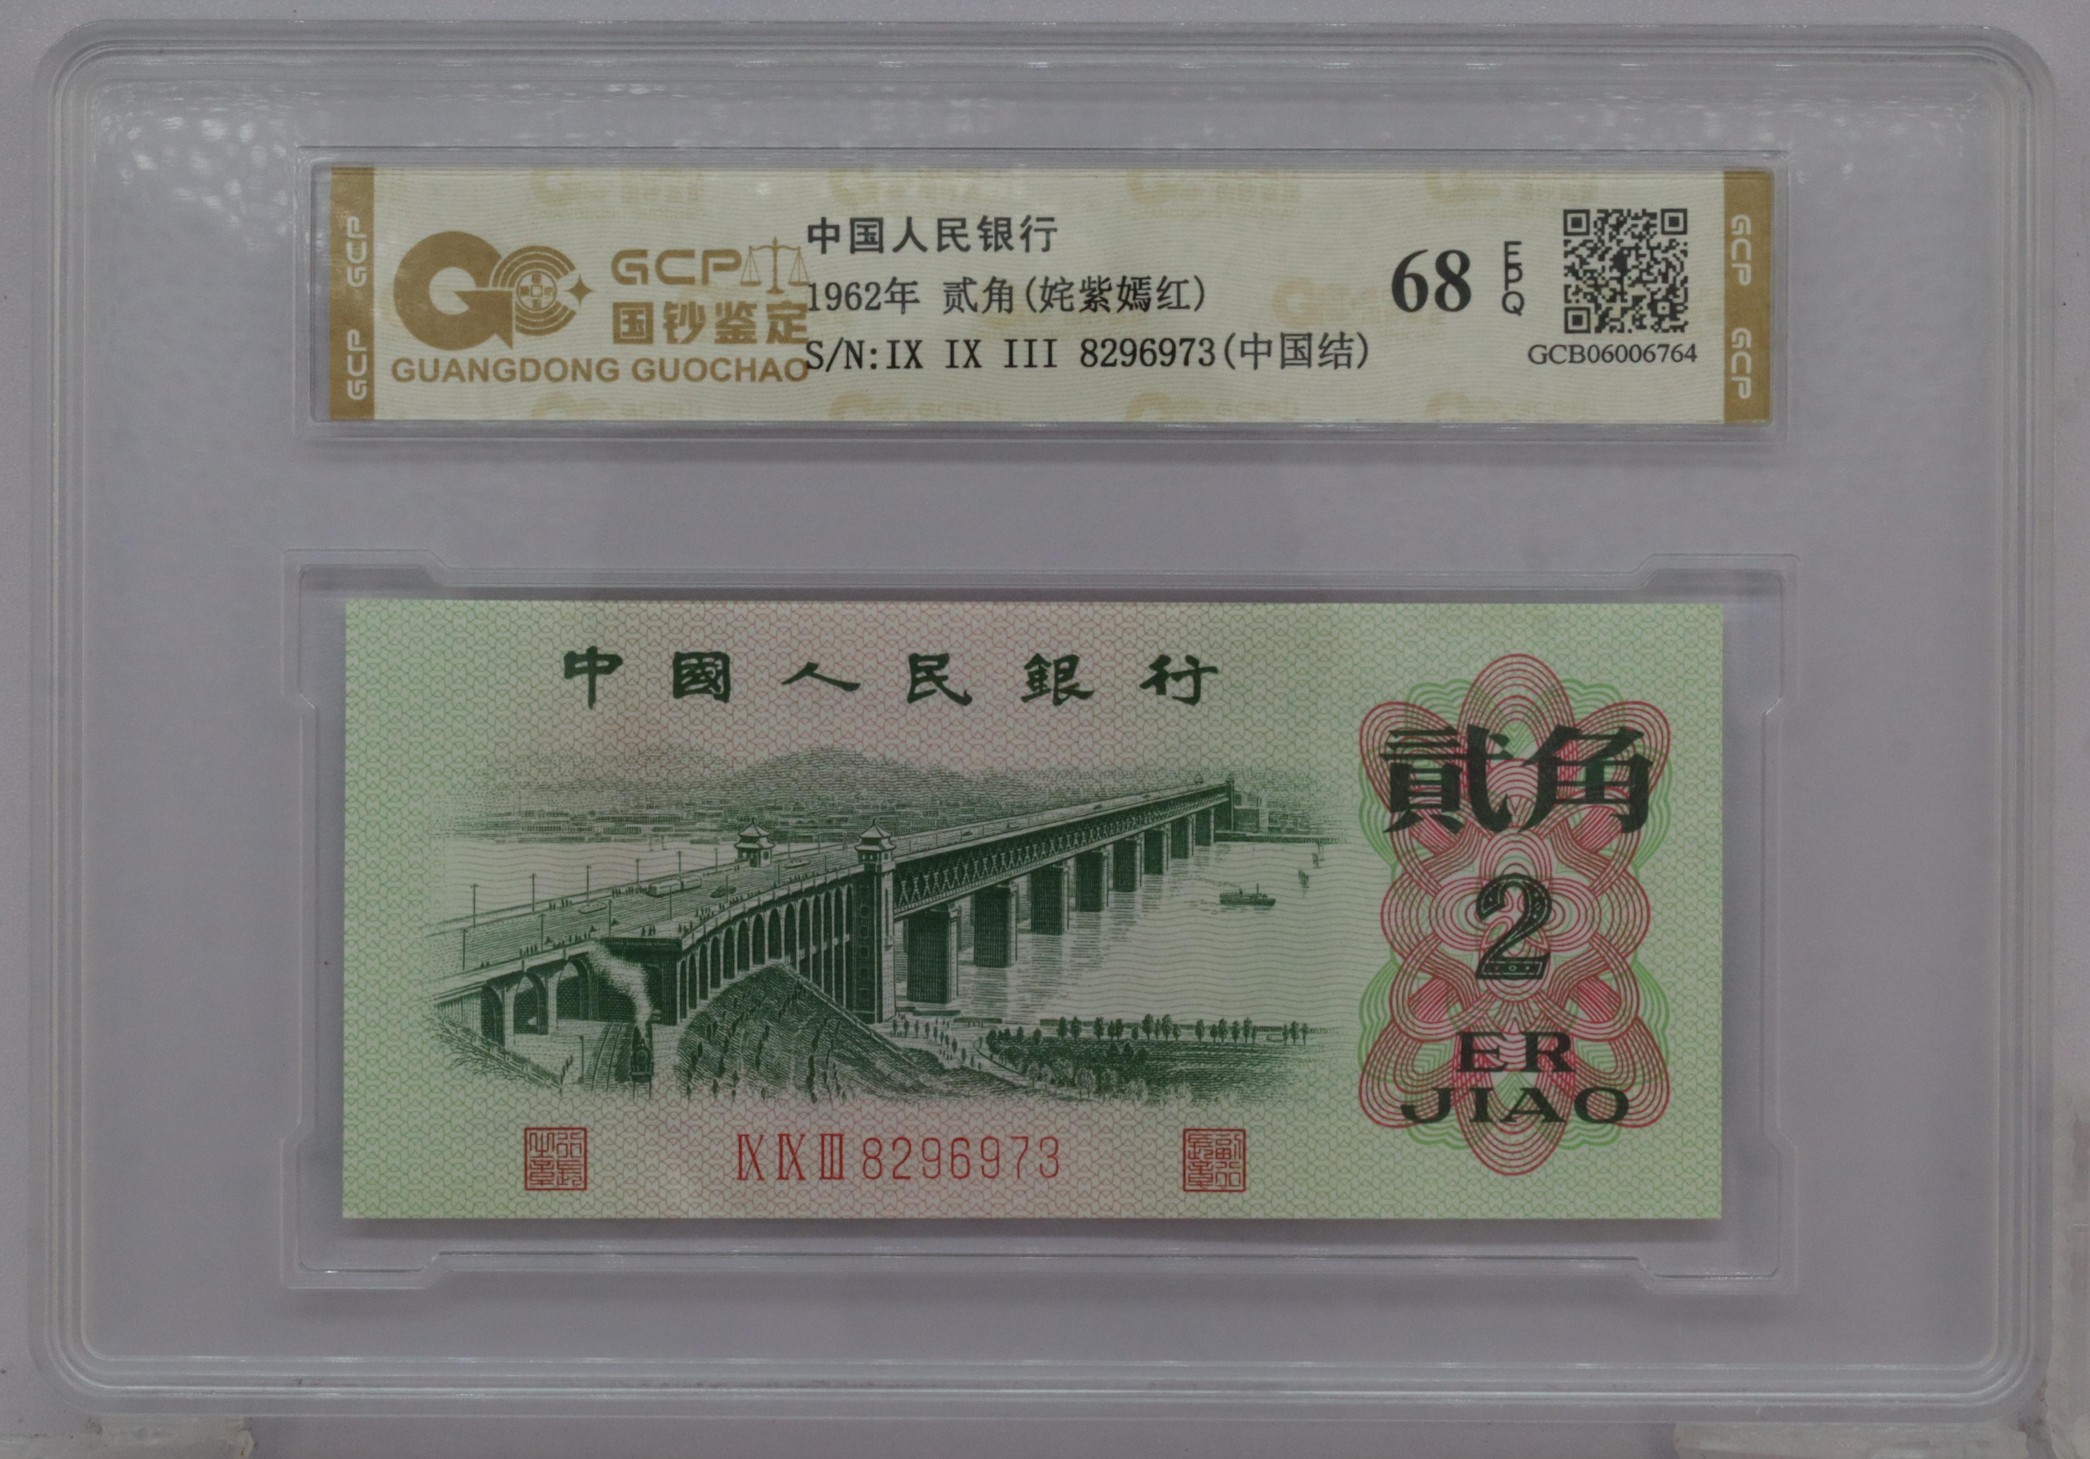 GCP
GCP
GCP
国钞鉴定
GUANGDONG GUOCHAO
中国人民银行
1962年 贰角(姹紫嫣红)
S/N:IX IX III 8296973(中国结)
68 EPQ
GCB06006764
GCP
GCP
中國人民銀行
貳角
2
ER
JIAO
IX IX III 8296973